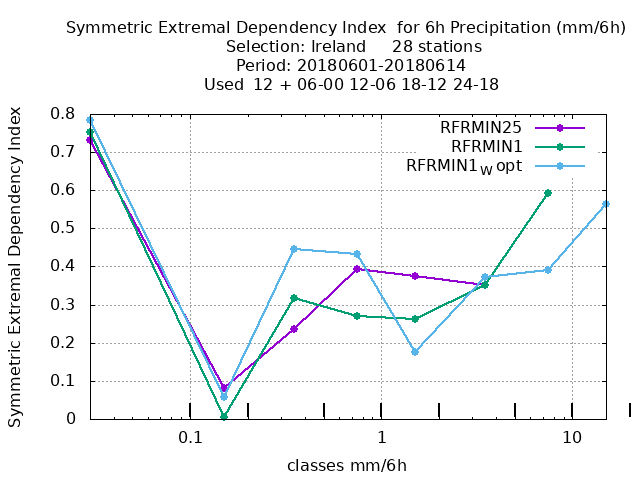 Symmetric Extremal Dependency Index  for 6h Precipitation (mm/6h)
Selection: Ireland     28 stations
Period: 20180601-20180614
Used  12 + 06-00 12-06 18-12 24-18
Symmetric Extremal Dependency Index
0.8
0.7
0.6
0.5
0.4
0.3
0.2
0.1
0
RFRMIN25
RFRMIN1
RFRMIN1W opt
0.1
1
10
classes mm/6h